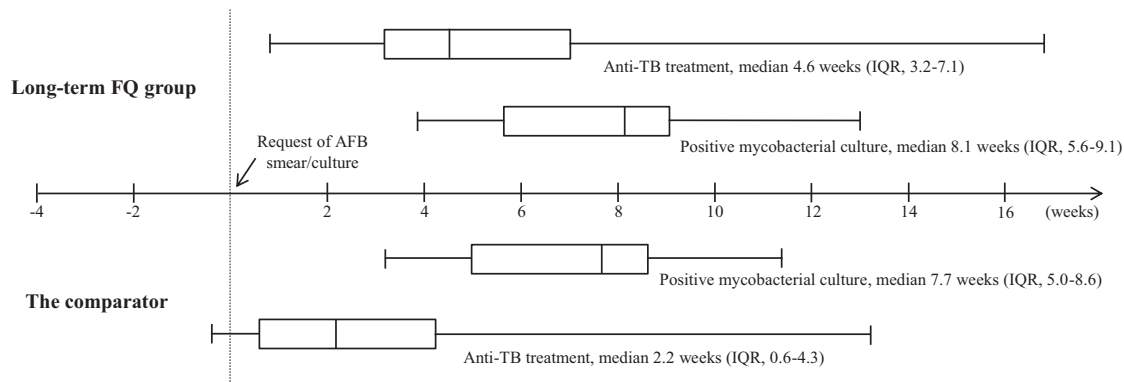 Anti-TB treatment, median 4.6 weeks (IQR, 3.2-7.1)
Long-term FQ group
Positive mycobacterial culture, median 8.1 weeks (IQR, 5.6-9.1)
Request of AFB
smear/culture
-4 -2 2 4 6 8 10 12 14 16 (weeks)
Positive mycobacterial culture, median 7.7 weeks (IQR, 5.0-8.6)
The comparator
Anti-TB treatment, median 2.2 weeks (IQR, 0.6-4.3)